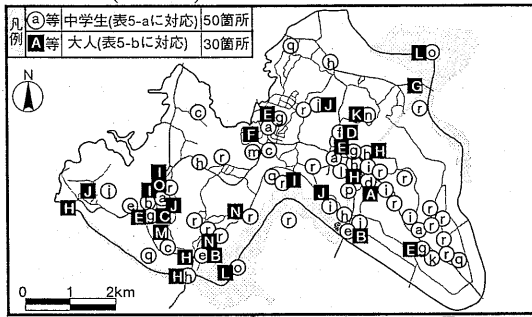 凡例
ⓐ等 中学生(表5-aに対応) 50箇所
A等 大人(表5-bに対応) 30箇所
N
q L o
h
G
c r i J r
E g K n
F a f D
m c E g h H
h r a
r h i r
I q r I H
O r p d r
J i a J A
H e b J i
E g C r N r h i r
M r r e e B a r
c N r E g r
q H e B k r q
H h L o
0 1 2km